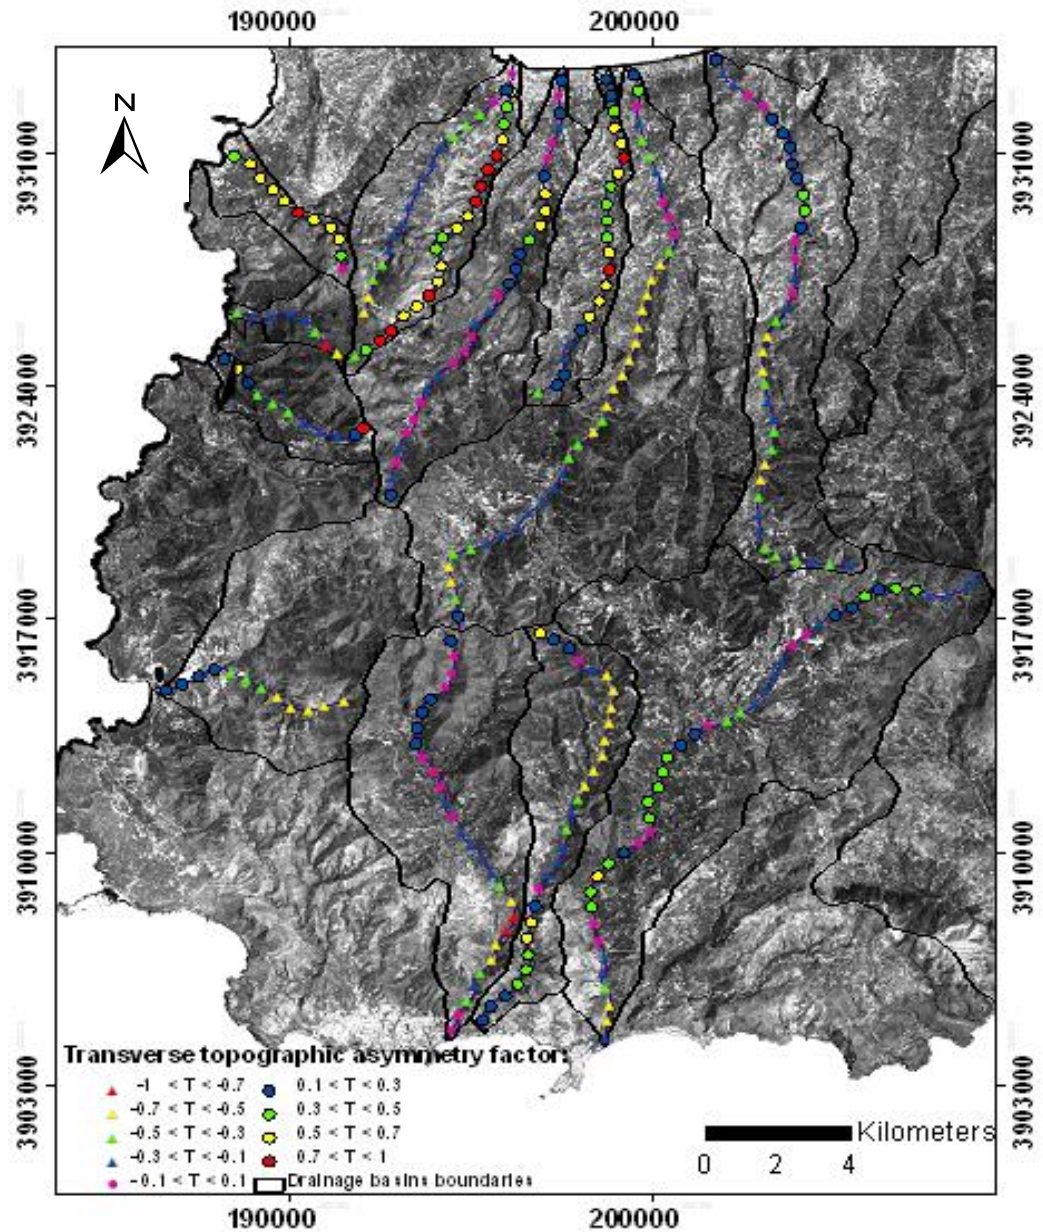 190000 200000
N
3931000 3931000
3924000 3924000
3917000 3917000
3910000 3910000
3903000 3903000
Transverse topographic asymmetry factor:
-1 < T < -0.7 0.1 < T < 0.3
-0.7 < T < -0.5 0.3 < T < 0.5
-0.5 < T < -0.3 0.5 < T < 0.7
-0.3 < T < -0.1 0.7 < T < 1
-0.1 < T < 0.1 Drainage basins boundaries
Kilometers
0 2 4
190000 200000